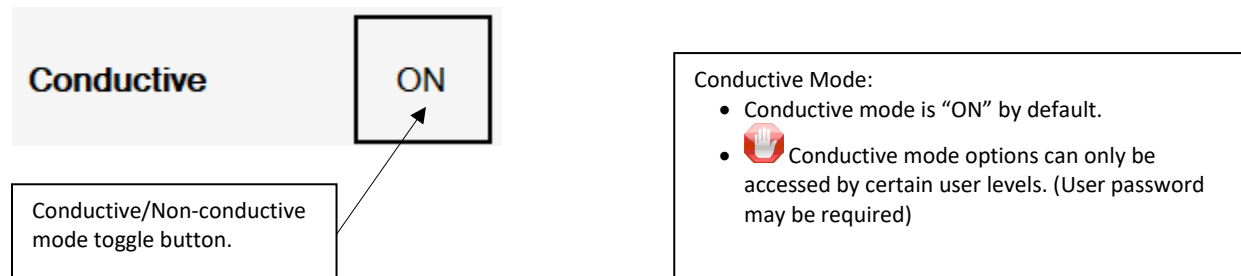 Conductive ON
Conductive/Non-conductive
mode toggle button.
Conductive Mode:
• Conductive mode is “ON” by default.
• Conductive mode options can only be
accessed by certain user levels. (User password
may be required)